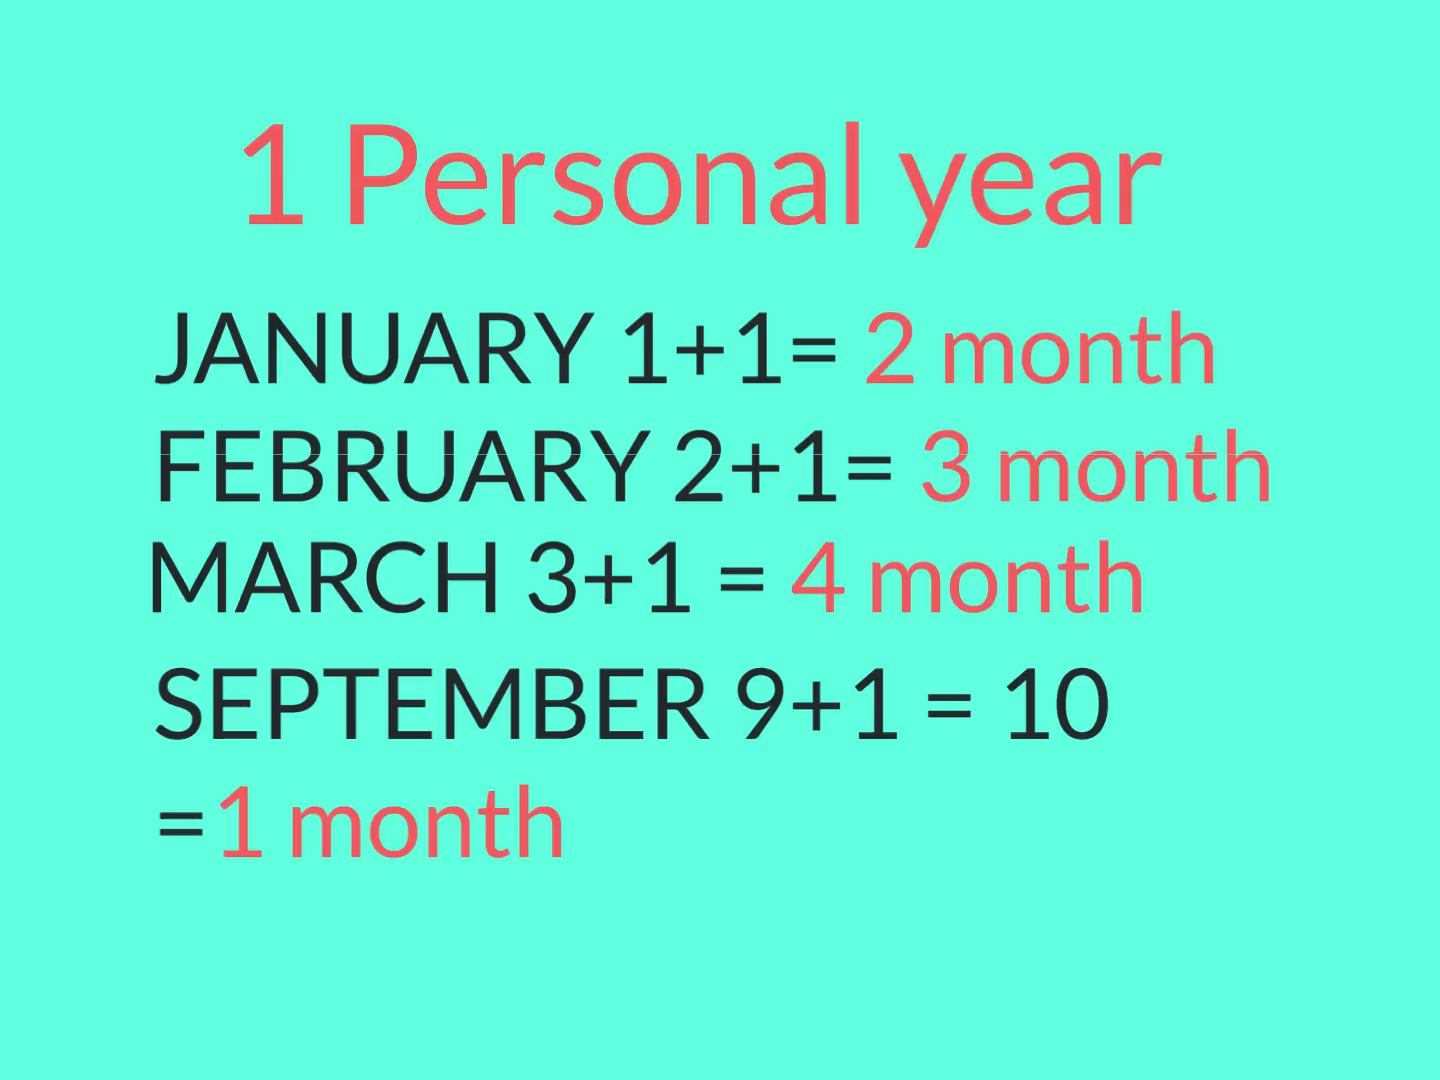 1 Personal year
JANUARY 1+1= 2 month
FEBRUARY 2+1= 3 month
MARCH 3+1 = 4 month
SEPTEMBER 9+1 = 10
=1 month